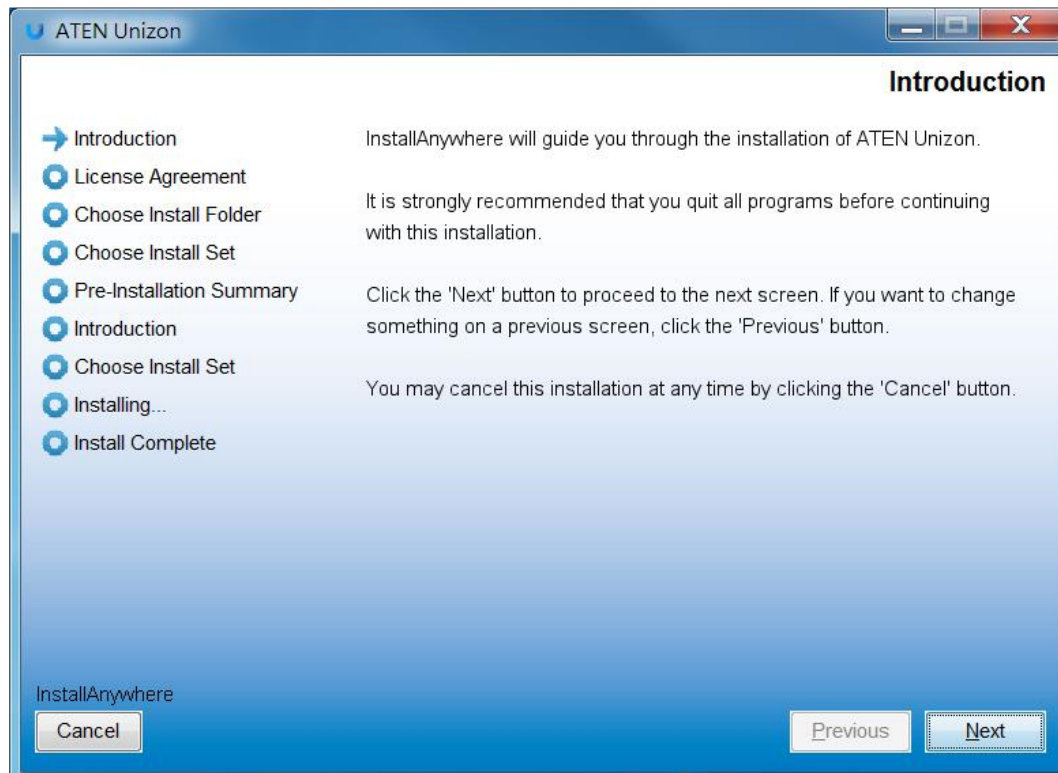 ATEN Unizon
Introduction
Introduction
License Agreement
Choose Install Folder
Choose Install Set
Pre-Installation Summary
Introduction
Choose Install Set
Installing...
Install Complete
InstallAnywhere will guide you through the installation of ATEN Unizon.
It is strongly recommended that you quit all programs before continuing
with this installation.
Click the 'Next' button to proceed to the next screen. If you want to change
something on a previous screen, click the 'Previous' button.
You may cancel this installation at any time by clicking the 'Cancel' button.
InstallAnywhere
Cancel
Previous
Next